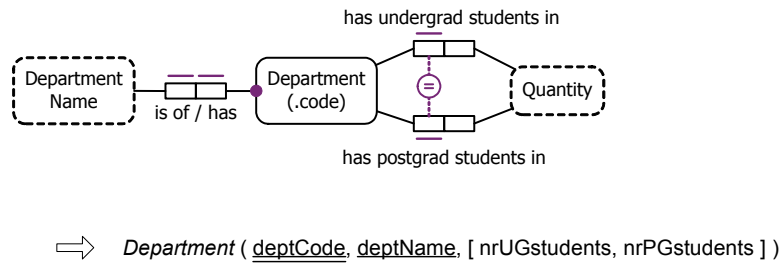 has undergrad students in
Department
Name
is of / has
Department
(.code)
=
Quantity
has postgrad students in
Department ( deptCode, deptName, [ nrUGstudents, nrPGstudents ] )